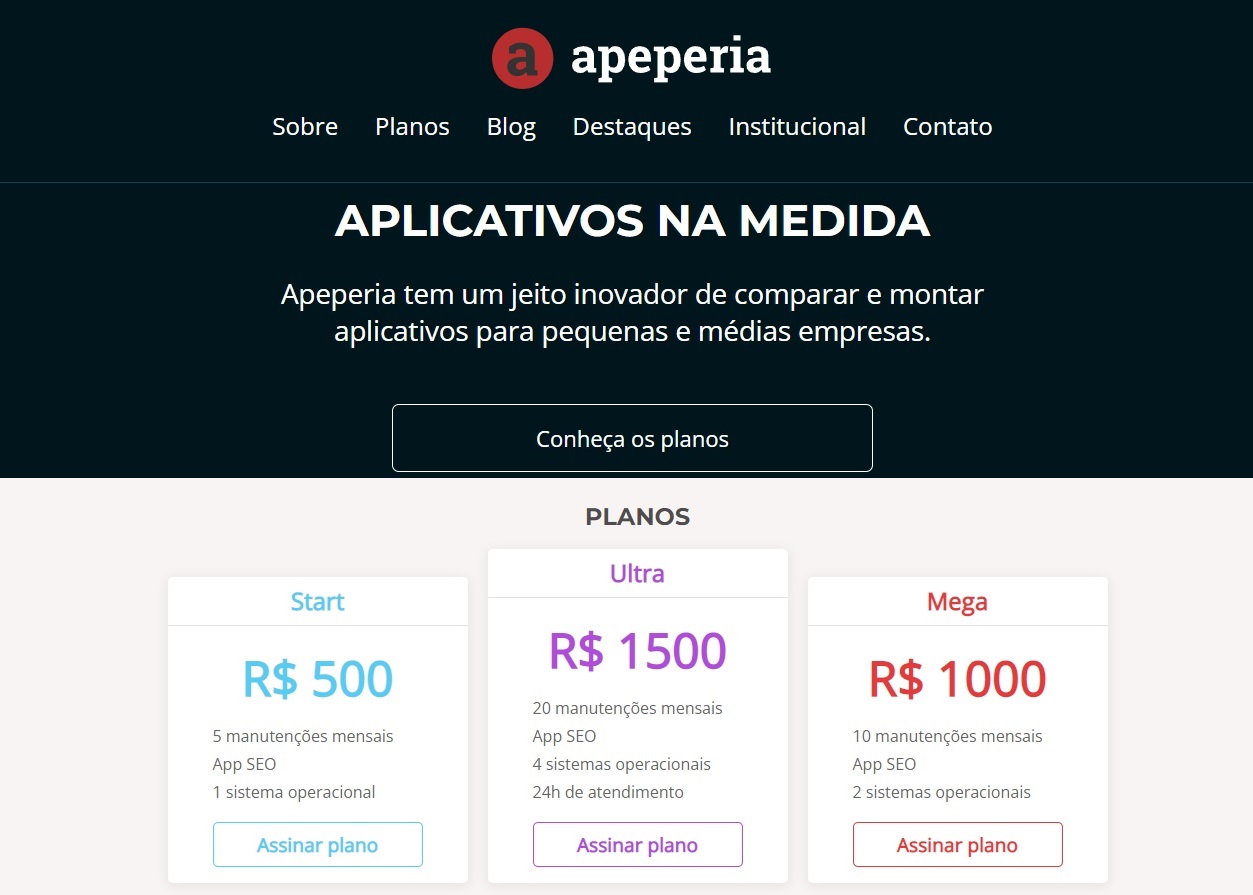 a apeperia
Sobre Planos Blog Destaques Institucional Contato
APLICATIVOS NA MEDIDA
Apeperia tem um jeito inovador de comparar e montar
aplicativos para pequenas e médias empresas.
Conheça os planos
PLANOS
Start
R$ 500
5 manutenções mensais
App SEO
1 sistema operacional
Assinar plano
Ultra
R$ 1500
20 manutenções mensais
App SEO
4 sistemas operacionais
24h de atendimento
Assinar plano
Mega
R$ 1000
10 manutenções mensais
App SEO
2 sistemas operacionais
Assinar plano